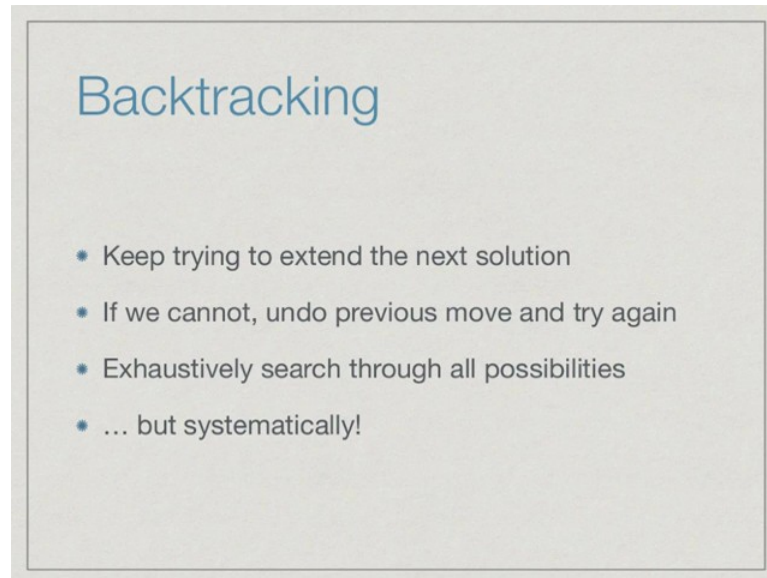 Backtracking
Keep trying to extend the next solution
If we cannot, undo previous move and try again
Exhaustively search through all possibilities
… but systematically!